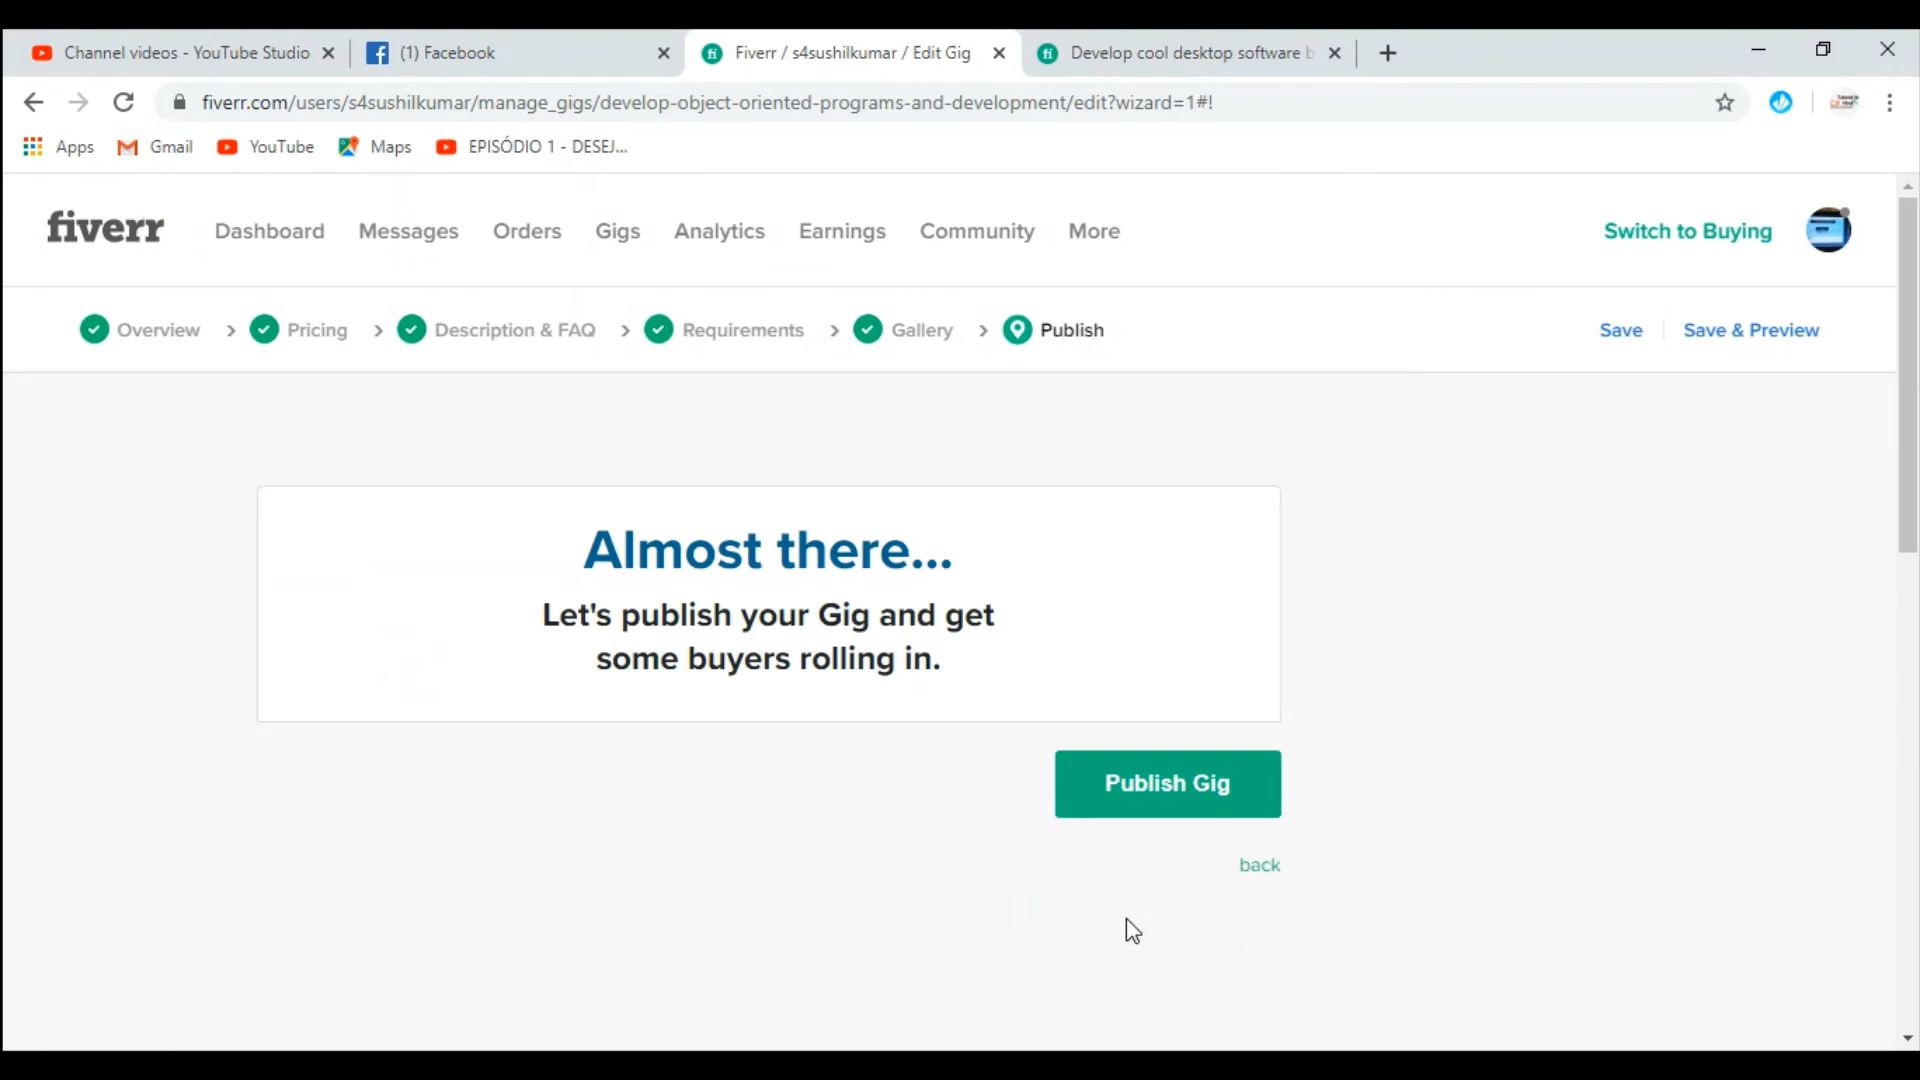 Channel videos - YouTube Studio
(1) Facebook
Fiverr / s4sushilkumar / Edit Gig
Develop cool desktop software b
fiverr.com/users/s4sushilkumar/manage_gigs/develop-object-oriented-programs-and-development/edit?wizard=1#!
Apps Gmail YouTube Maps EPISÓDIO 1 - DESEJ...
fiverr Dashboard Messages Orders Gigs Analytics Earnings Community More Switch to Buying
Overview > Pricing > Description & FAQ > Requirements > Gallery > Publish Save Save & Preview
Almost there...
Let's publish your Gig and get
some buyers rolling in.
Publish Gig
back